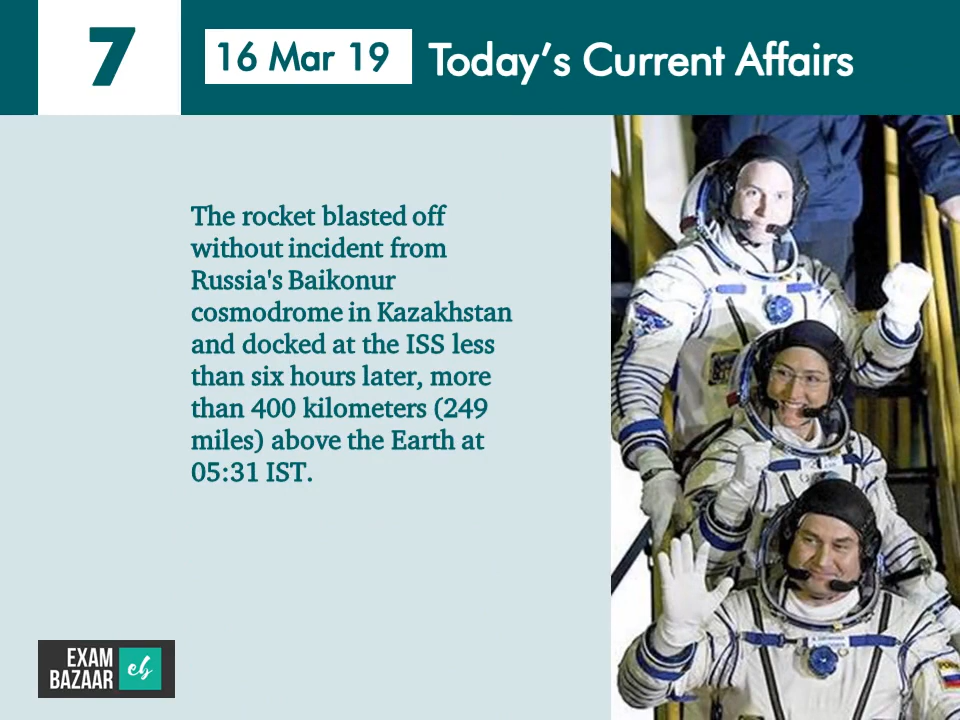 7
16 Mar 19
Today's Current Affairs
The rocket blasted off
without incident from
Russia's Baikonur
cosmodrome in Kazakhstan
and docked at the ISS less
than six hours later, more
than 400 kilometers (249
miles) above the Earth at
05:31 IST.
EXAM
BAZAAR
eb